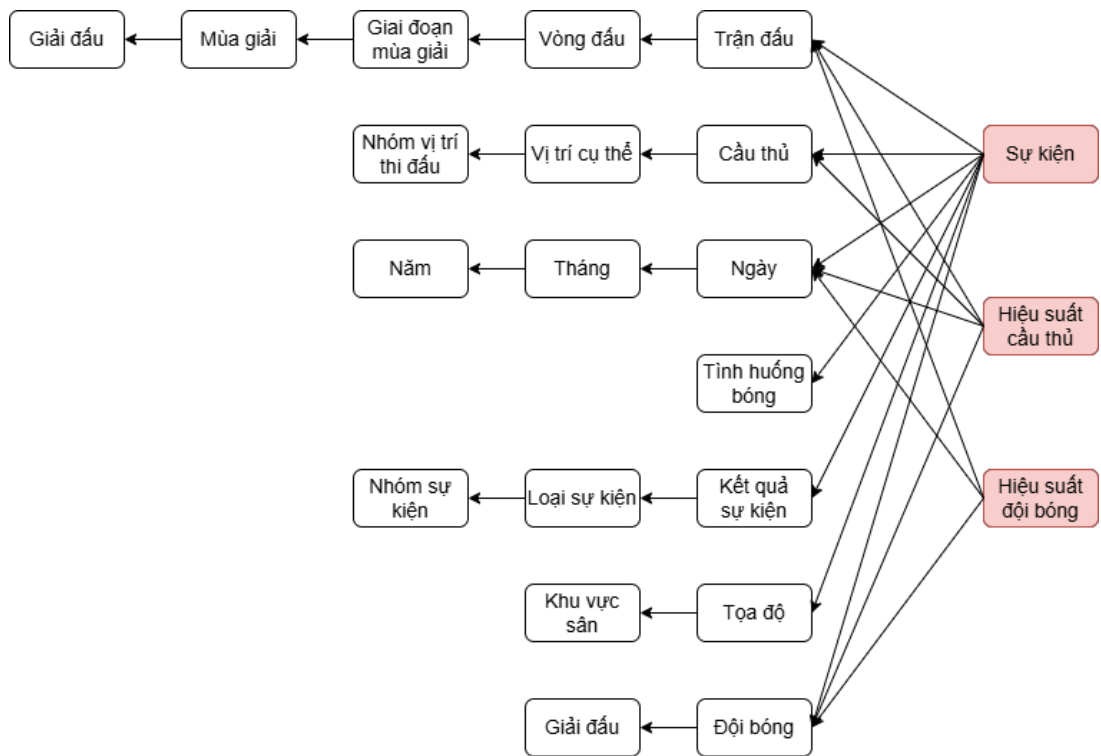 Giải đấu
Mùa giải
Giai đoạn
mùa giải
Vòng đấu
Trận đấu
Nhóm vị trí
thi đấu
Vị trí cụ thể
Cầu thủ
Sự kiện
Năm
Tháng
Ngày
Hiệu suất
cầu thủ
Tình huống
bóng
Nhóm sự
kiện
Loại sự kiện
Kết quả
sự kiện
Hiệu suất
đội bóng
Khu vực
sân
Tọa độ
Giải đấu
Đội bóng